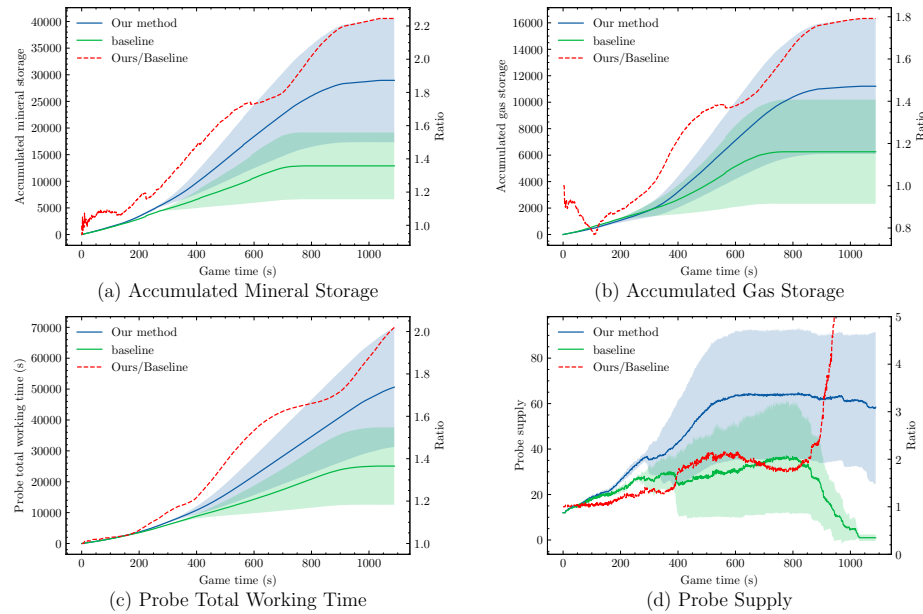 Our method
baseline
Ours/Baseline
40000
35000
30000
25000
20000
15000
10000
5000
0
Accumulated mineral storage
2.2
2.0
1.8
1.6
1.4
1.2
1.0
Ratio
0 200 400 600 800 1000
Game time (s)
(a) Accumulated Mineral Storage
Our method
baseline
Ours/Baseline
16000
14000
12000
10000
8000
6000
4000
2000
0
Accumulated gas storage
1.8
1.6
1.4
1.2
1.0
0.8
Ratio
0 200 400 600 800 1000
Game time (s)
(b) Accumulated Gas Storage
Our method
baseline
Ours/Baseline
70000
60000
50000
40000
30000
20000
10000
0
Probe total working time (s)
2.0
1.8
1.6
1.4
1.2
1.0
Ratio
0 200 400 600 800 1000
Game time (s)
(c) Probe Total Working Time
Our method
baseline
Ours/Baseline
80
60
40
20
0
Probe supply
5
4
3
2
1
0
Ratio
0 200 400 600 800 1000
Game time (s)
(d) Probe Supply